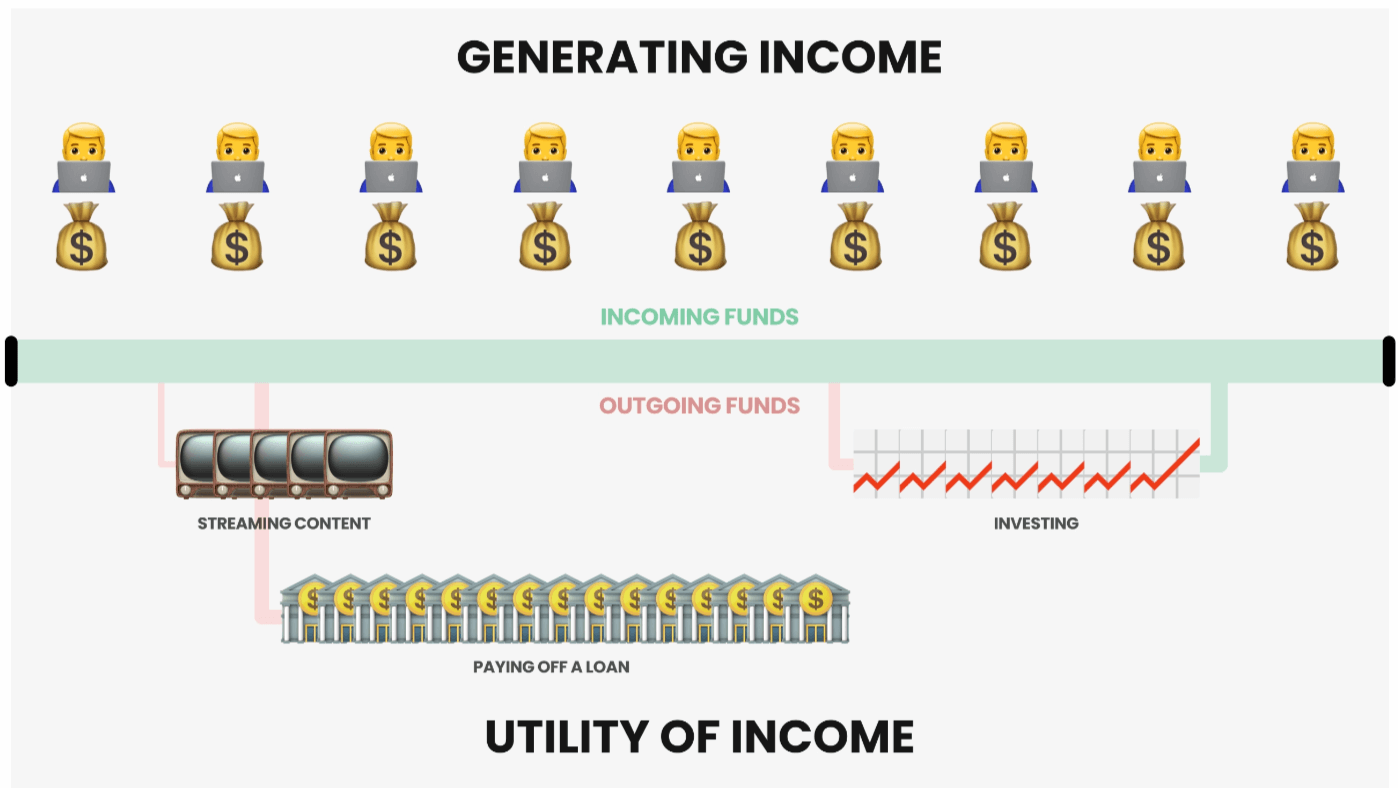 GENERATING INCOME
$ $ $ $ $ $ $ $ $
INCOMING FUNDS
OUTGOING FUNDS
STREAMING CONTENT
INVESTING
$ $ $ $ $ $ $ $ $ $ $ $ $ $ $
PAYING OFF A LOAN
UTILITY OF INCOME